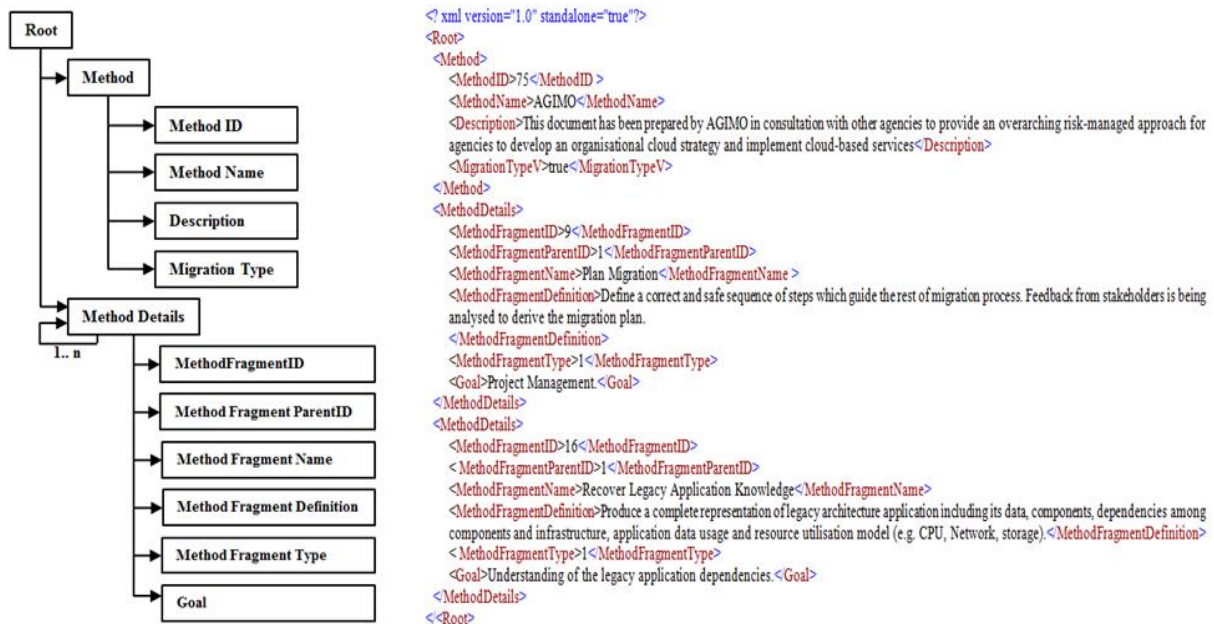 Root
Method
Method ID
Method Name
Description
Migration Type
Method Details
1.. n
MethodFragmentID
Method Fragment ParentID
Method Fragment Name
Method Fragment Definition
Method Fragment Type
Goal
<? xml version="1.0" standalone="true"?>
<Root>
<Method>
<MethodID>75</MethodID >
<MethodName>AGIMO</MethodName>
<Description>This document has been prepared by AGIMO in consultation with other agencies to provide an overarching risk-managed approach for
agencies to develop an organisational cloud strategy and implement cloud-based services</Description>
<MigrationTypeV>true</MigrationTypeV>
</Method>
<MethodDetails>
<MethodFragmentID>9</MethodFragmentID>
<MethodFragmentParentID>1</MethodFragmentParentID>
<MethodFragmentName>Plan Migration</MethodFragmentName >
<MethodFragmentDefinition>Define a correct and safe sequence of steps which guide the rest of migration process. Feedback from stakeholders is being
analysed to derive the migration plan.
</MethodFragmentDefinition>
<MethodFragmentType>1</MethodFragmentType>
<Goal>Project Management.</Goal>
</MethodDetails>
<MethodDetails>
<MethodFragmentID>16</MethodFragmentID>
< MethodFragmentParentID>1</MethodFragmentParentID>
<MethodFragmentName>Recover Legacy Application Knowledge</MethodFragmentName>
<MethodFragmentDefinition>Produce a complete representation of legacy architecture application including its data, components, dependencies among
components and infrastructure, application data usage and resource utilisation model (e.g. CPU, Network, storage).</MethodFragmentDefinition>
< MethodFragmentType>1</MethodFragmentType>
<Goal>Understanding of the legacy application dependencies.</Goal>
</MethodDetails>
</<Root>